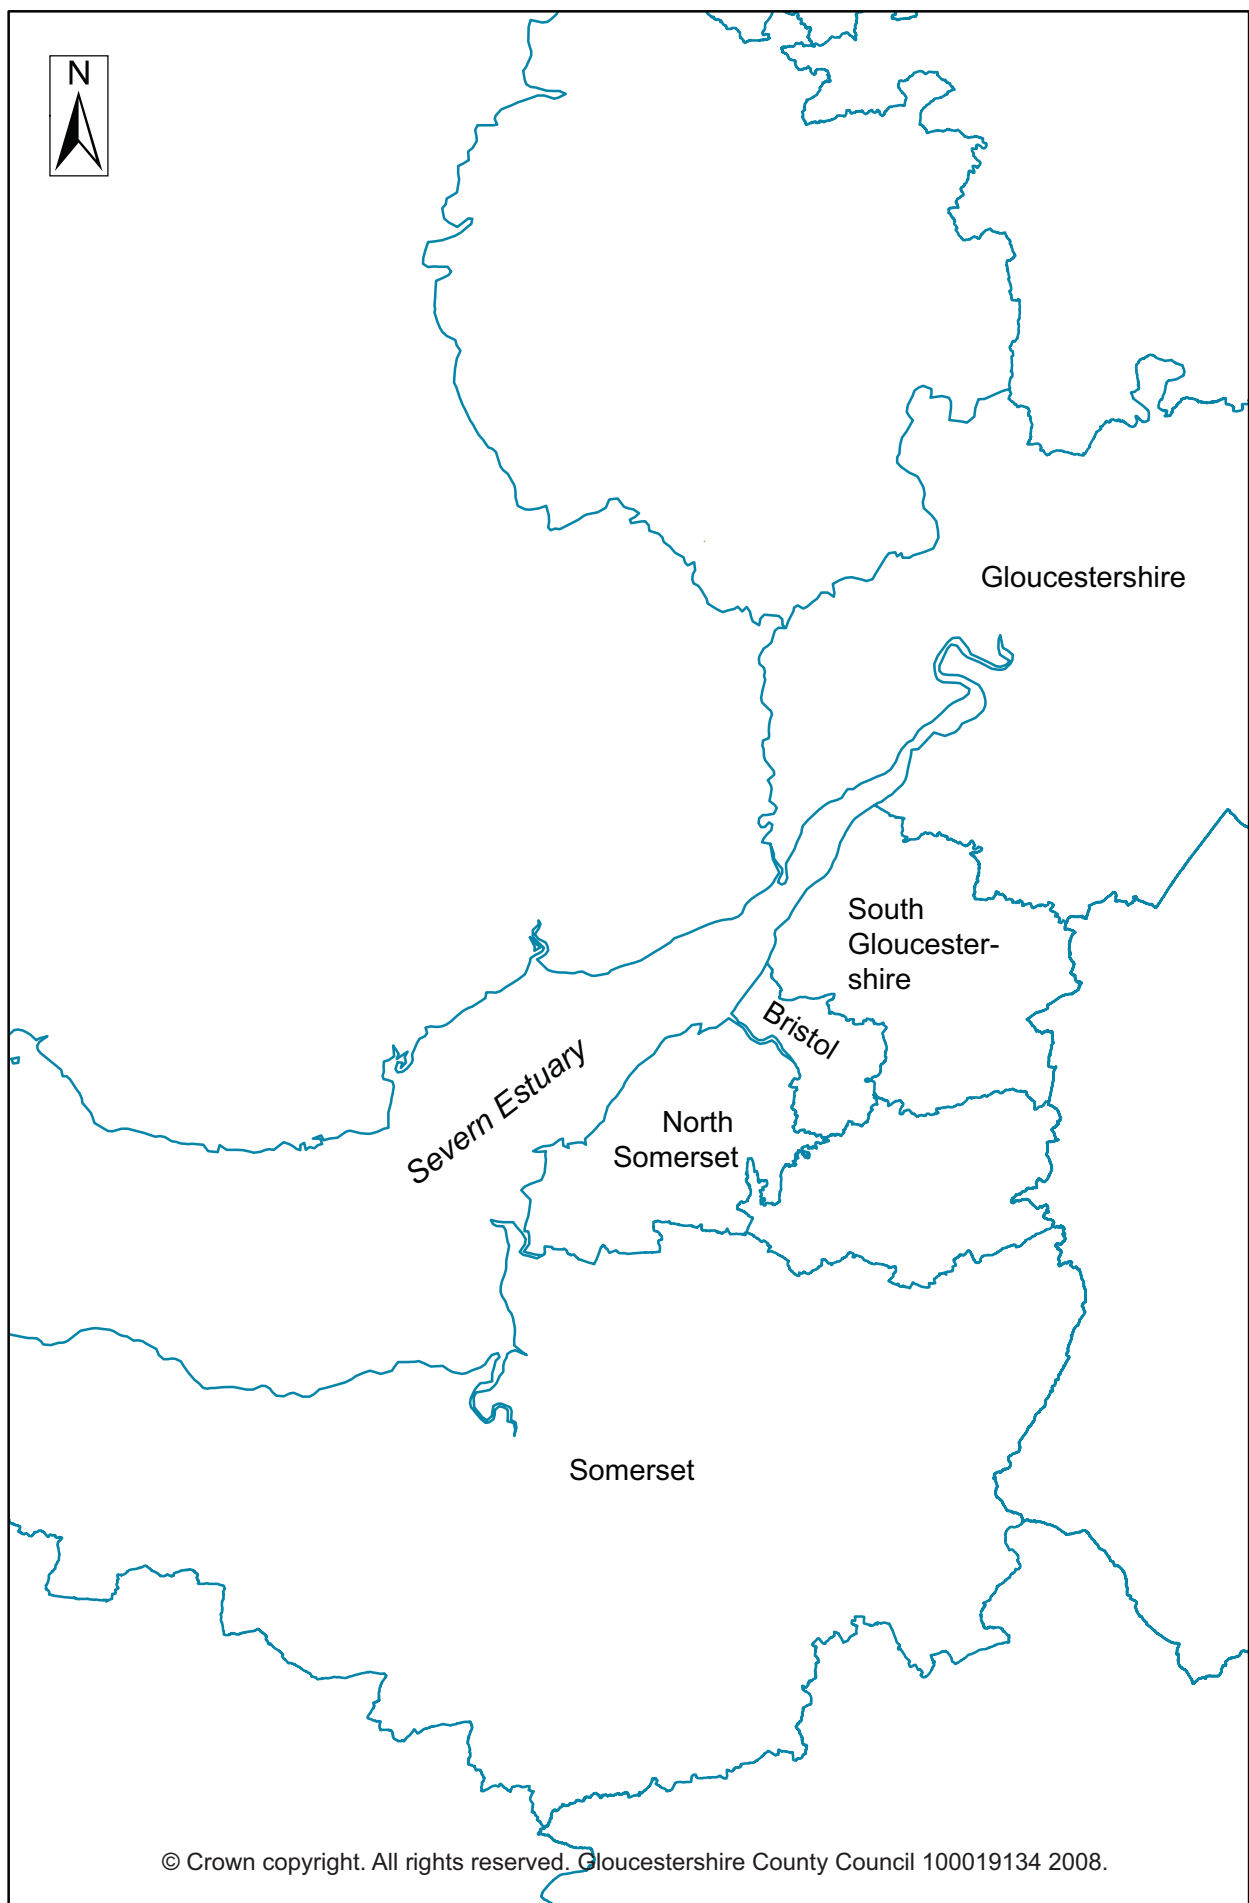 N
Gloucestershire
South
Gloucester-
shire
Bristol
Severn Estuary
North
Somerset
Somerset
© Crown copyright. All rights reserved. Gloucestershire County Council 100019134 2008.